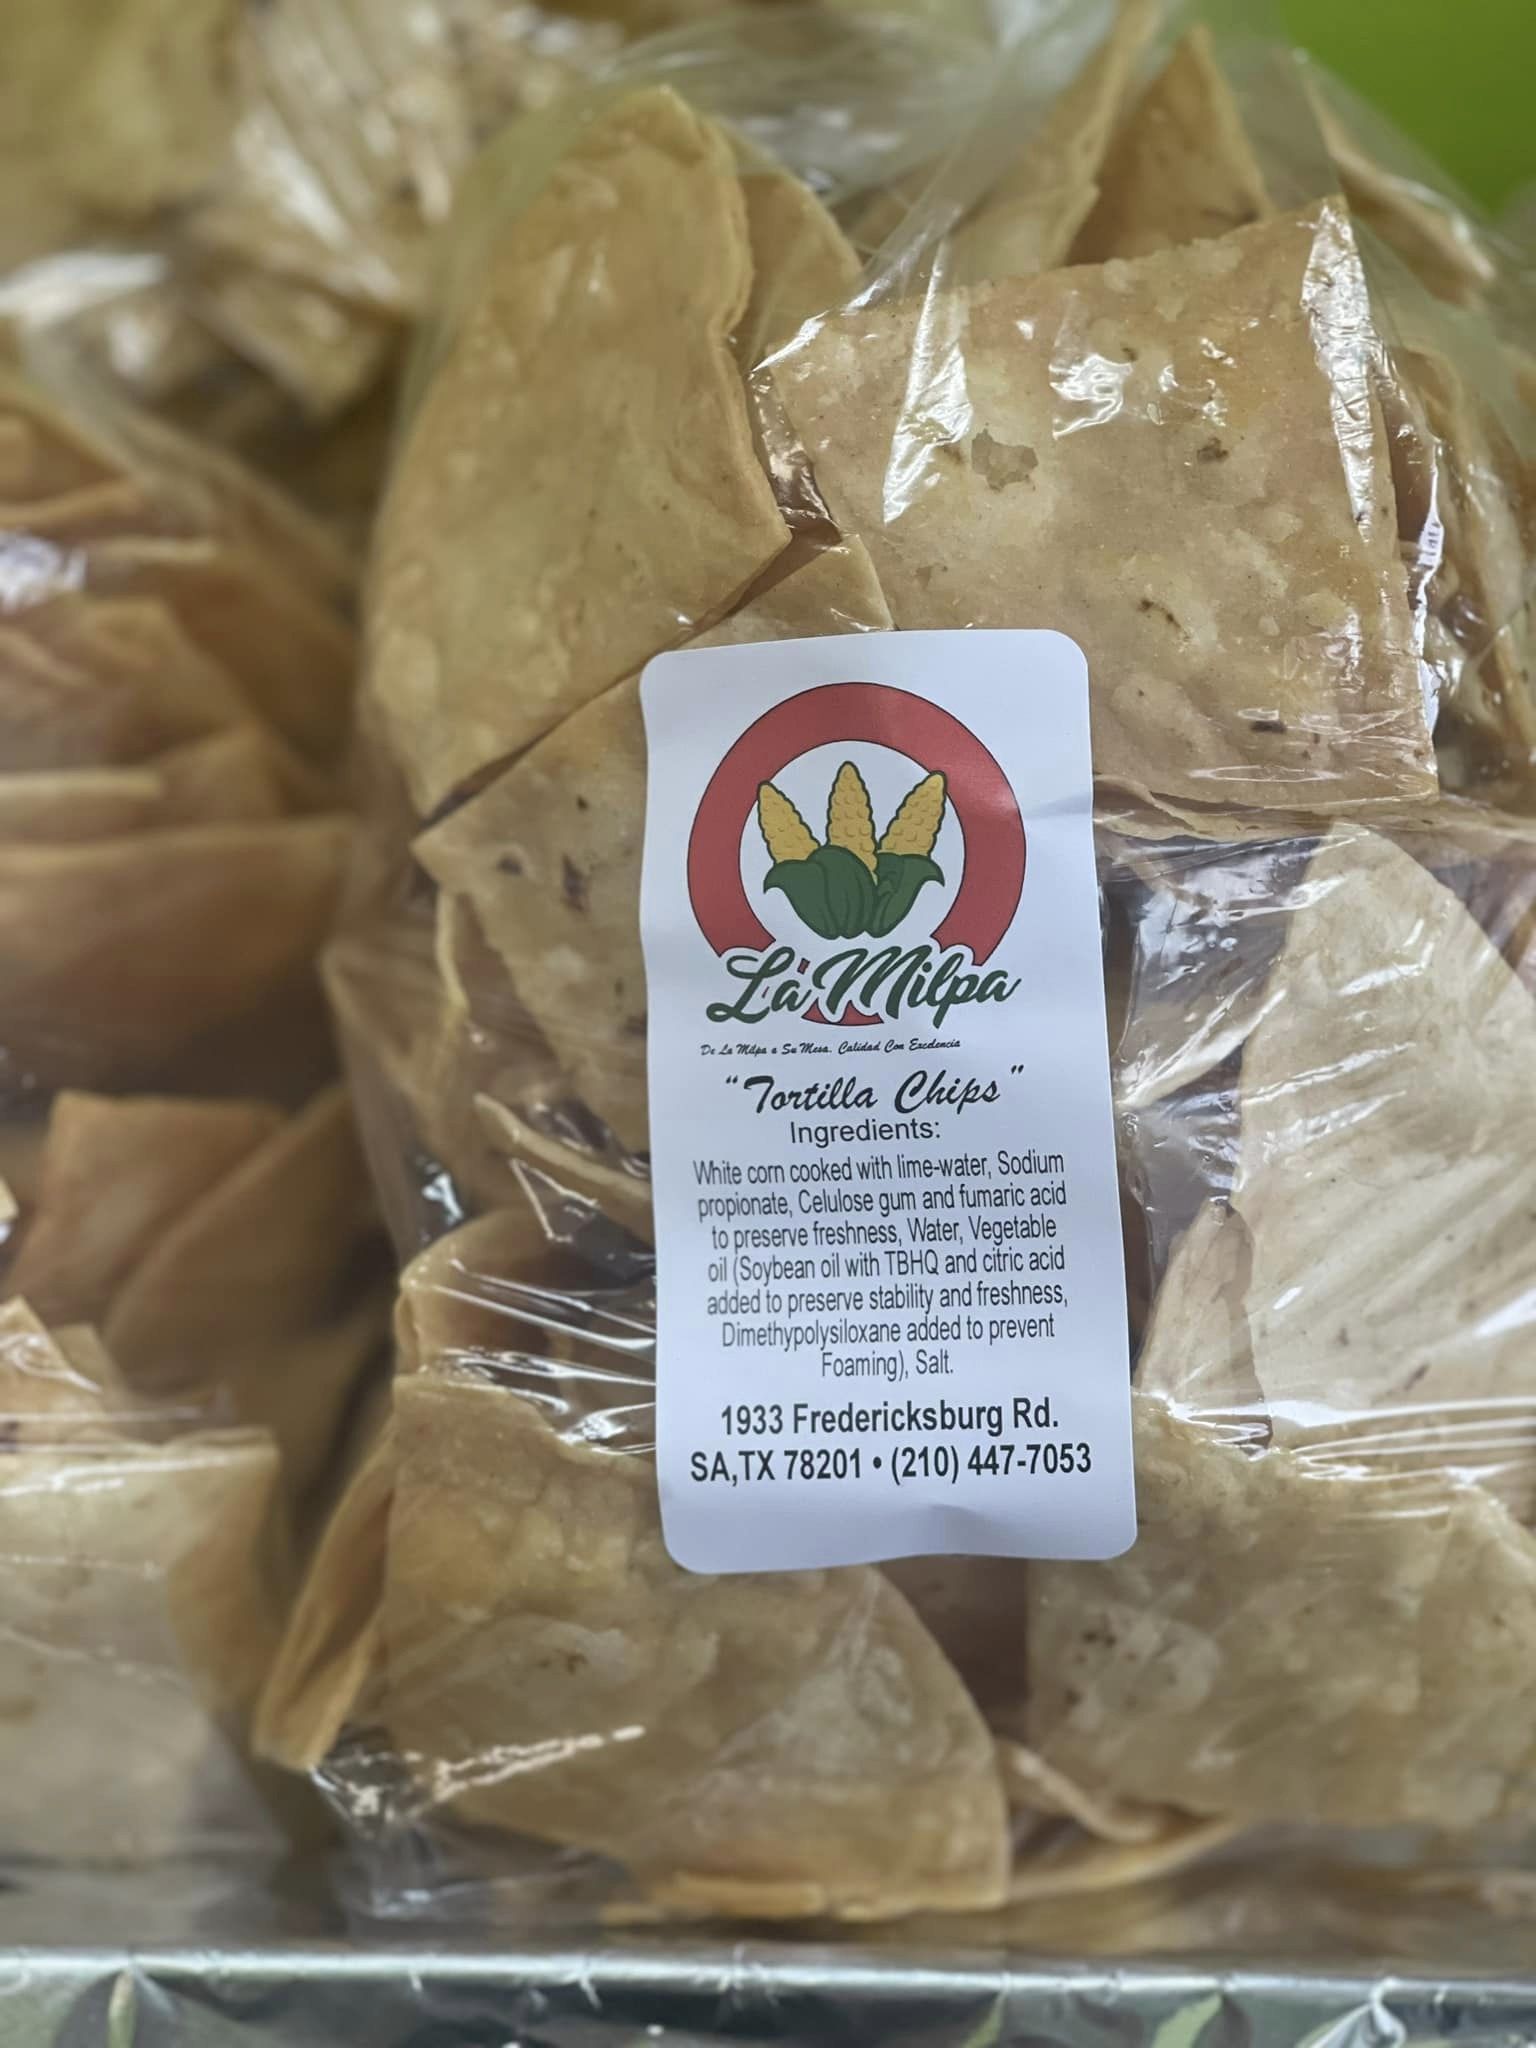 La Milpa
De La Milpa a Su Mesa. Calidad Con Excelencia
"Tortilla Chips"
Ingredients:
White corn cooked with lime-water, Sodium
propionate, Celulose gum and fumaric acid
to preserve freshness, Water, Vegetable
oil (Soybean oil with TBHQ and citric acid
added to preserve stability and freshness,
Dimethypolysiloxane added to prevent
Foaming), Salt.
1933 Fredericksburg Rd.
SA,TX 78201 • (210) 447-7053